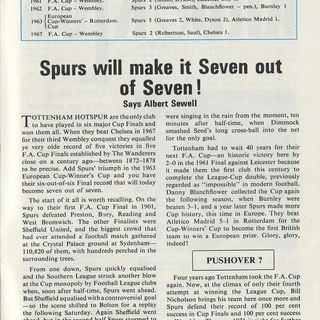 1961 F.A. Cup – Wembley.
1962 F.A. Cup – Wembley. Spurs 3 (Greaves, Smith, Blanchflower – pen.), Burnley 1
European
1963 Cup-Winners' – Rotterdam. Spurs 5 (Greaves 2, White, Dyson 2), Atletico Madrid 1.
Cup
1967 F.A. Cup – Wembley. Spurs 2 (Robertson, Saul), Chelsea 1.
Spurs will make it Seven out
of Seven !
Says Albert Sewell
TOTTENHAM HOTSPUR are the only club
to have played in six major Cup Finals and
won them all. When they beat Chelsea in 1967
for their third Wembley conquest they equalled
a very olde record of five victories in five
F.A. Cup Finals established by The Wanderers
close on a century ago—between 1872–1878
to be precise. Add Spurs' triumph in the 1963
European Cup-Winners' Cup and you have
their six-out-of-six Final record that will today
become seven out of seven.
The start of it all is worth recalling. On the
way to their first F.A. Cup Final in 1901,
Spurs defeated Preston, Bury, Reading and
West Bromwich. The other Finalists were
Sheffield United, and the biggest crowd that
had ever attended a football match gathered
at the Crystal Palace ground at Sydenham—
110,820 of them, with hundreds perched in the
surrounding trees.
From one down, Spurs quickly equalised
and the Southern League struck another blow
at the Cup monopoly by Football League clubs
when, soon after half-time, Spurs went ahead.
But Sheffield equalised with a controversial goal
—so the scene shifted to Bolton for a replay
the following Saturday. Again Sheffield went
were singing in the rain from the moment, ten
minutes after half-time, when Dimmock
smashed Seed's long cross-ball into the net
for the only goal.
Tottenham had to wait 40 years for their
next F.A. Cup—an historic victory here by
2–0 in the 1961 Final against Leicester because
it made them the first club this century to
complete the League-Cup double, previously
regarded as "impossible" in modern football.
Danny Blanchflower collected the Cup again
the following season, when Burnley were
beaten 3–1, and a year later Spurs made more
Cup history, this time in Europe. They beat
Atletico Madrid 5–1 in Rotterdam for the
Cup-Winners' Cup to become the first British
team to win a European prize. Glory, glory,
indeed!
PUSHOVER ?
Four years ago Tottenham took the F.A. Cup
again. Now, at the climax of only their fourth
attempt at winning the League Cup, Bill
Nicholson brings his team here once more and
Spurs defend their record of 100 per cent
success in Cup Finals and 100 per cent success